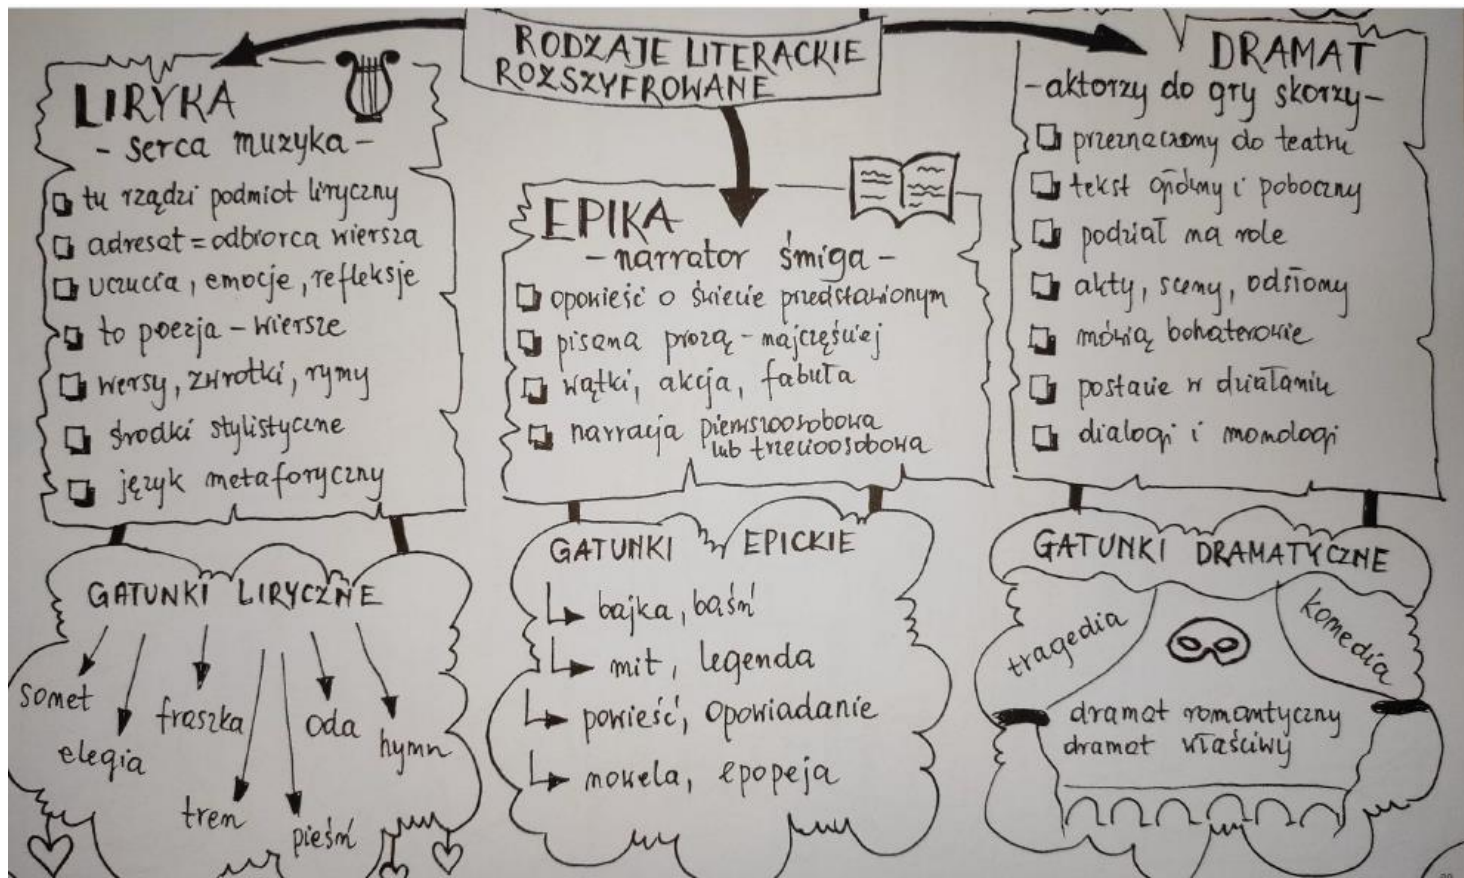 RODZAJE LITERACKIE
ROZSZYFROWANE
LIRYKA
- serca muzyka -
tu rządzi podmiot liryczny
adresat = odbiorca wiersza
uczucia, emocje, refleksje
to poezja - wiersze
wersy, zwrotki, rymy
środki stylistyczne
język metaforyczny
GATUNKI LIRYCZNE
sonet
elegia
fraszka
tren
pieśń
oda
hymn
EPIKA
- narrator śmiga -
opowieść o świecie przedstawionym
pisana prozą - najczęściej
wątki, akcja, fabuła
narracja pierwszoosobowa
lub trzecioosobowa
GATUNKI EPICKIE
bajka, baśń
mit, legenda
powieść, opowiadanie
nowela, epopeja
DRAMAT
- aktorzy do gry skorzy -
przeznaczony do teatru
tekst główny i poboczny
podział na role
akty, sceny, odsłony
mówią bohaterowie
postacie w działaniu
dialogi i monologi
GATUNKI DRAMATYCZNE
tragedia
komedia
dramat romantyczny
dramat właściwy